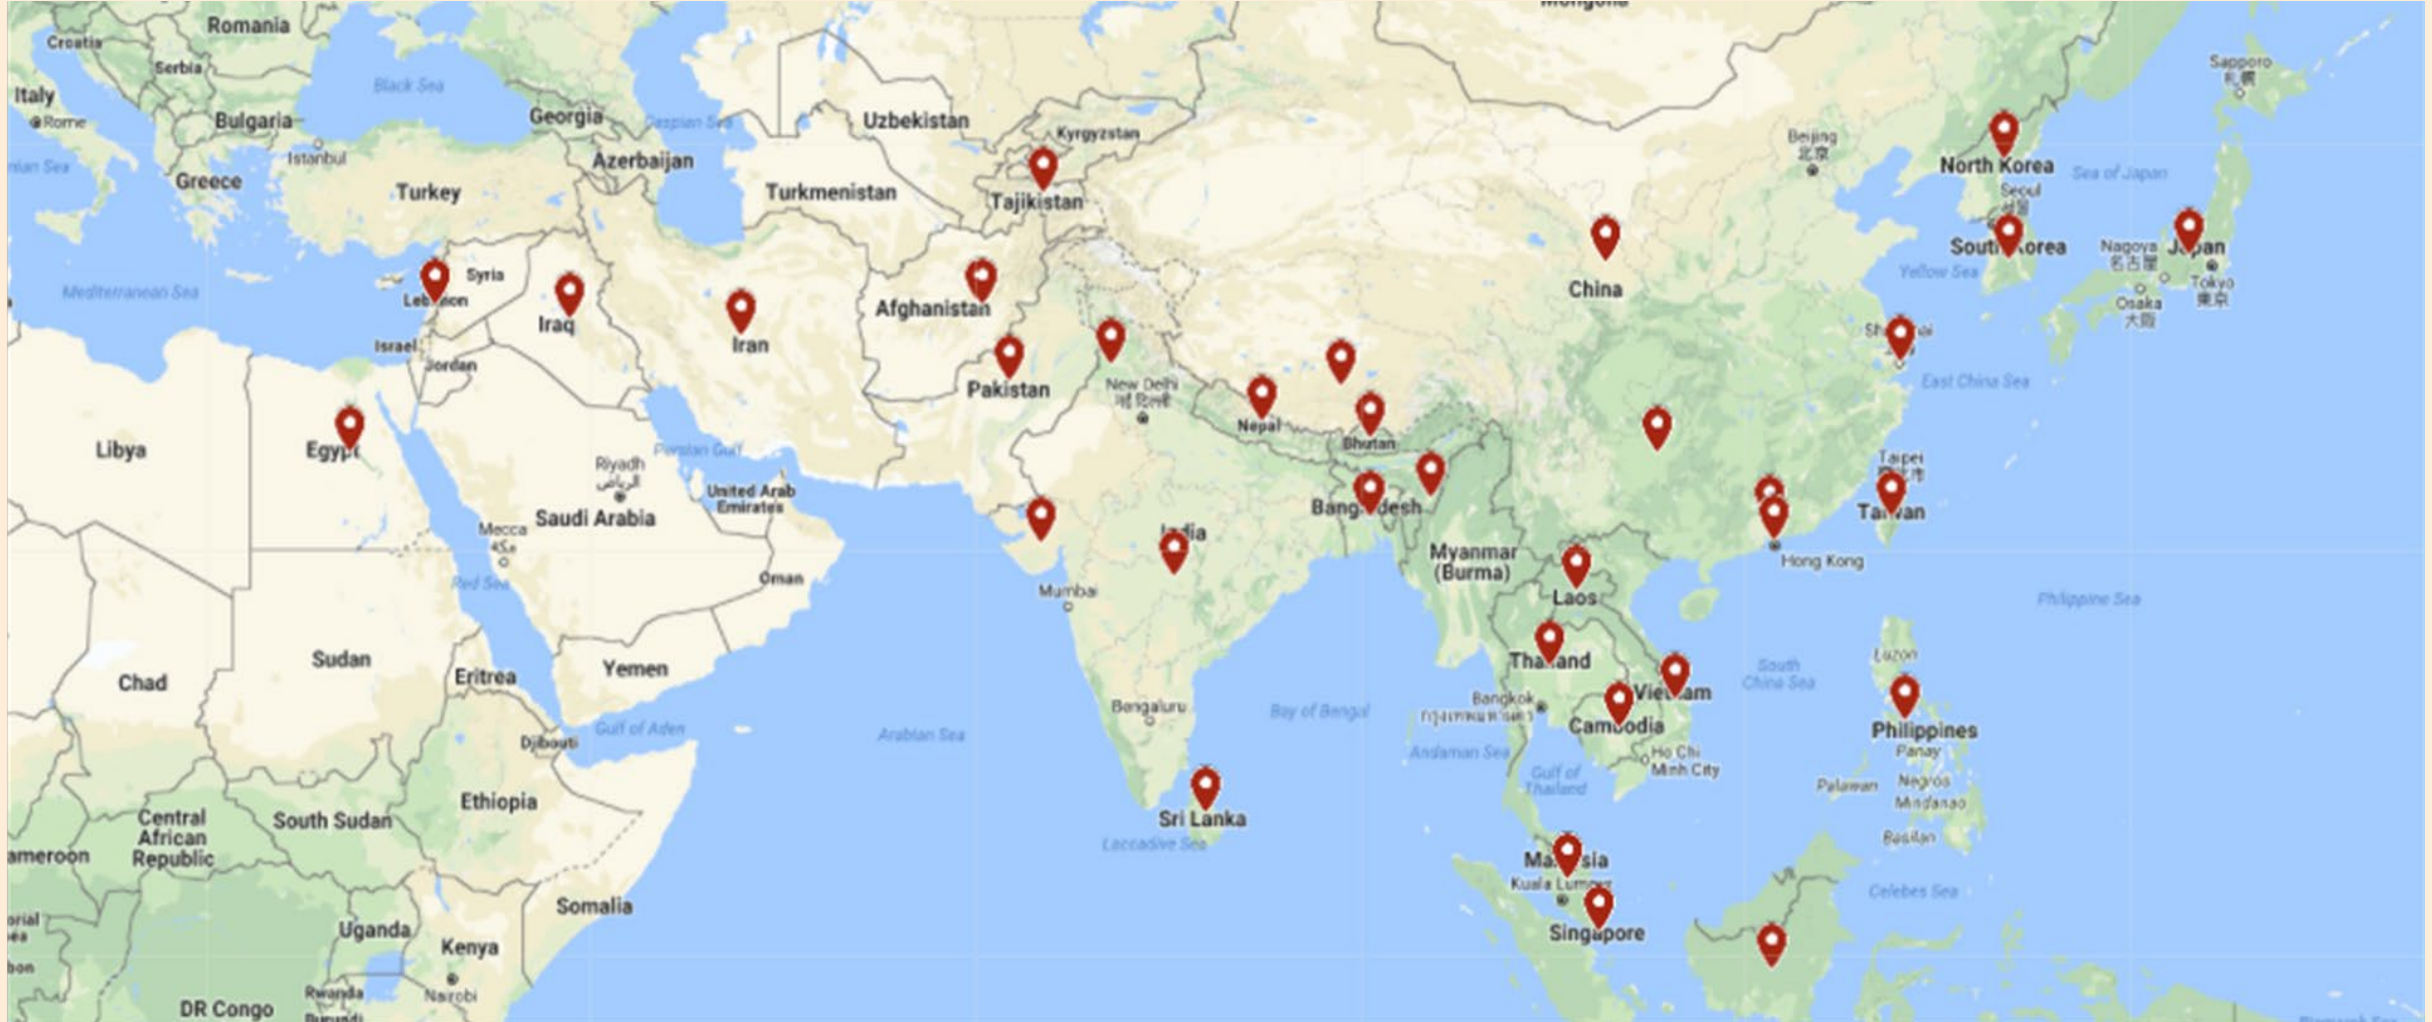 Mongolia
Romania
Croatia
Serbia
Italy
Rome
Bulgaria
Black Sea
Georgia
Caspian Sea
Uzbekistan
Kyrgyzstan
Istanbul
Azerbaijan
Greece
Turkey
Turkmenistan
Tajikistan
Beijing
北京
Sapporo
札幌
North Korea
Sea of Japan
Seoul
서울
South Korea
Nagoya
名古屋
Japan
Tokyo
東京
Osaka
大阪
Yellow Sea
Mediterranean Sea
Syria
Lebanon
Iraq
Iran
Afghanistan
China
Israel
Jordan
Pakistan
New Delhi
नई दिल्ली
Nepal
Bhutan
East China Sea
Libya
Egypt
Persian Gulf
Riyadh
الرياض
United Arab
Emirates
Saudi Arabia
Mecca
مكة
Bangladesh
India
Taipei
Taiwan
Myanmar
(Burma)
Hong Kong
Oman
Red Sea
Mumbai
Laos
Philippine Sea
Sudan
Chad
Eritrea
Yemen
Thailand
Luzon
South
China Sea
Vietnam
Bangkok
Bengaluru
Bay of Bengal
Cambodia
Gulf of Aden
Arabian Sea
Djibouti
Andaman Sea
Ho Chi
Minh City
Gulf of
Thailand
Philippines
Panay
Palawan
Negros
Mindanao
Basilan
Ethiopia
Central
African
Republic
South Sudan
Sri Lanka
Laccadive Sea
ameroon
Malaysia
Kuala Lumpur
Celebes Sea
Somalia
Uganda
Kenya
Singapore
Nairobi
Rwanda
DR Congo
Burundi